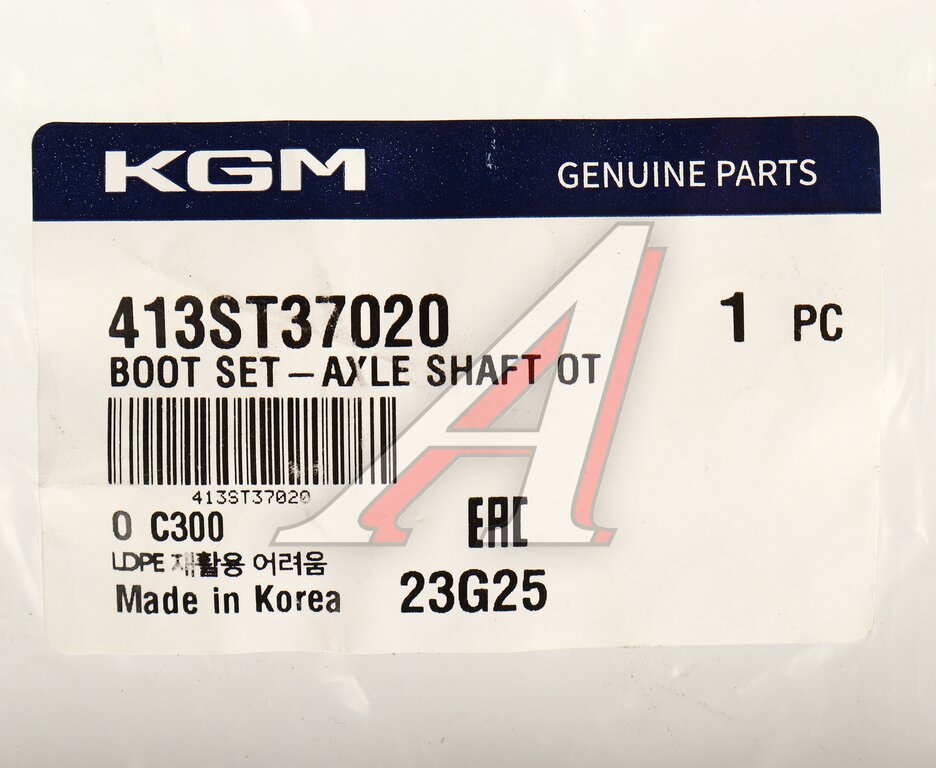 KGM GENUINE PARTS
413ST37020 1 PC
BOOT SET - AXLE SHAFT OT
413ST37020
O C300 EAC
LDPE 재활용 어려움
Made in Korea 23G25